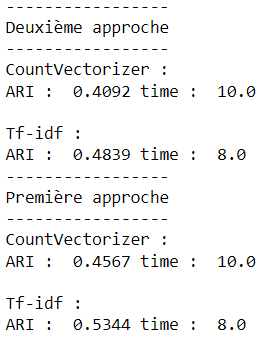 -----------------
Deuxième approche
-----------------
CountVectorizer :
ARI :  0.4092 time :  10.0
Tf-idf :
ARI :  0.4839 time :  8.0
-----------------
Première approche
-----------------
CountVectorizer :
ARI :  0.4567 time :  10.0
Tf-idf :
ARI :  0.5344 time :  8.0